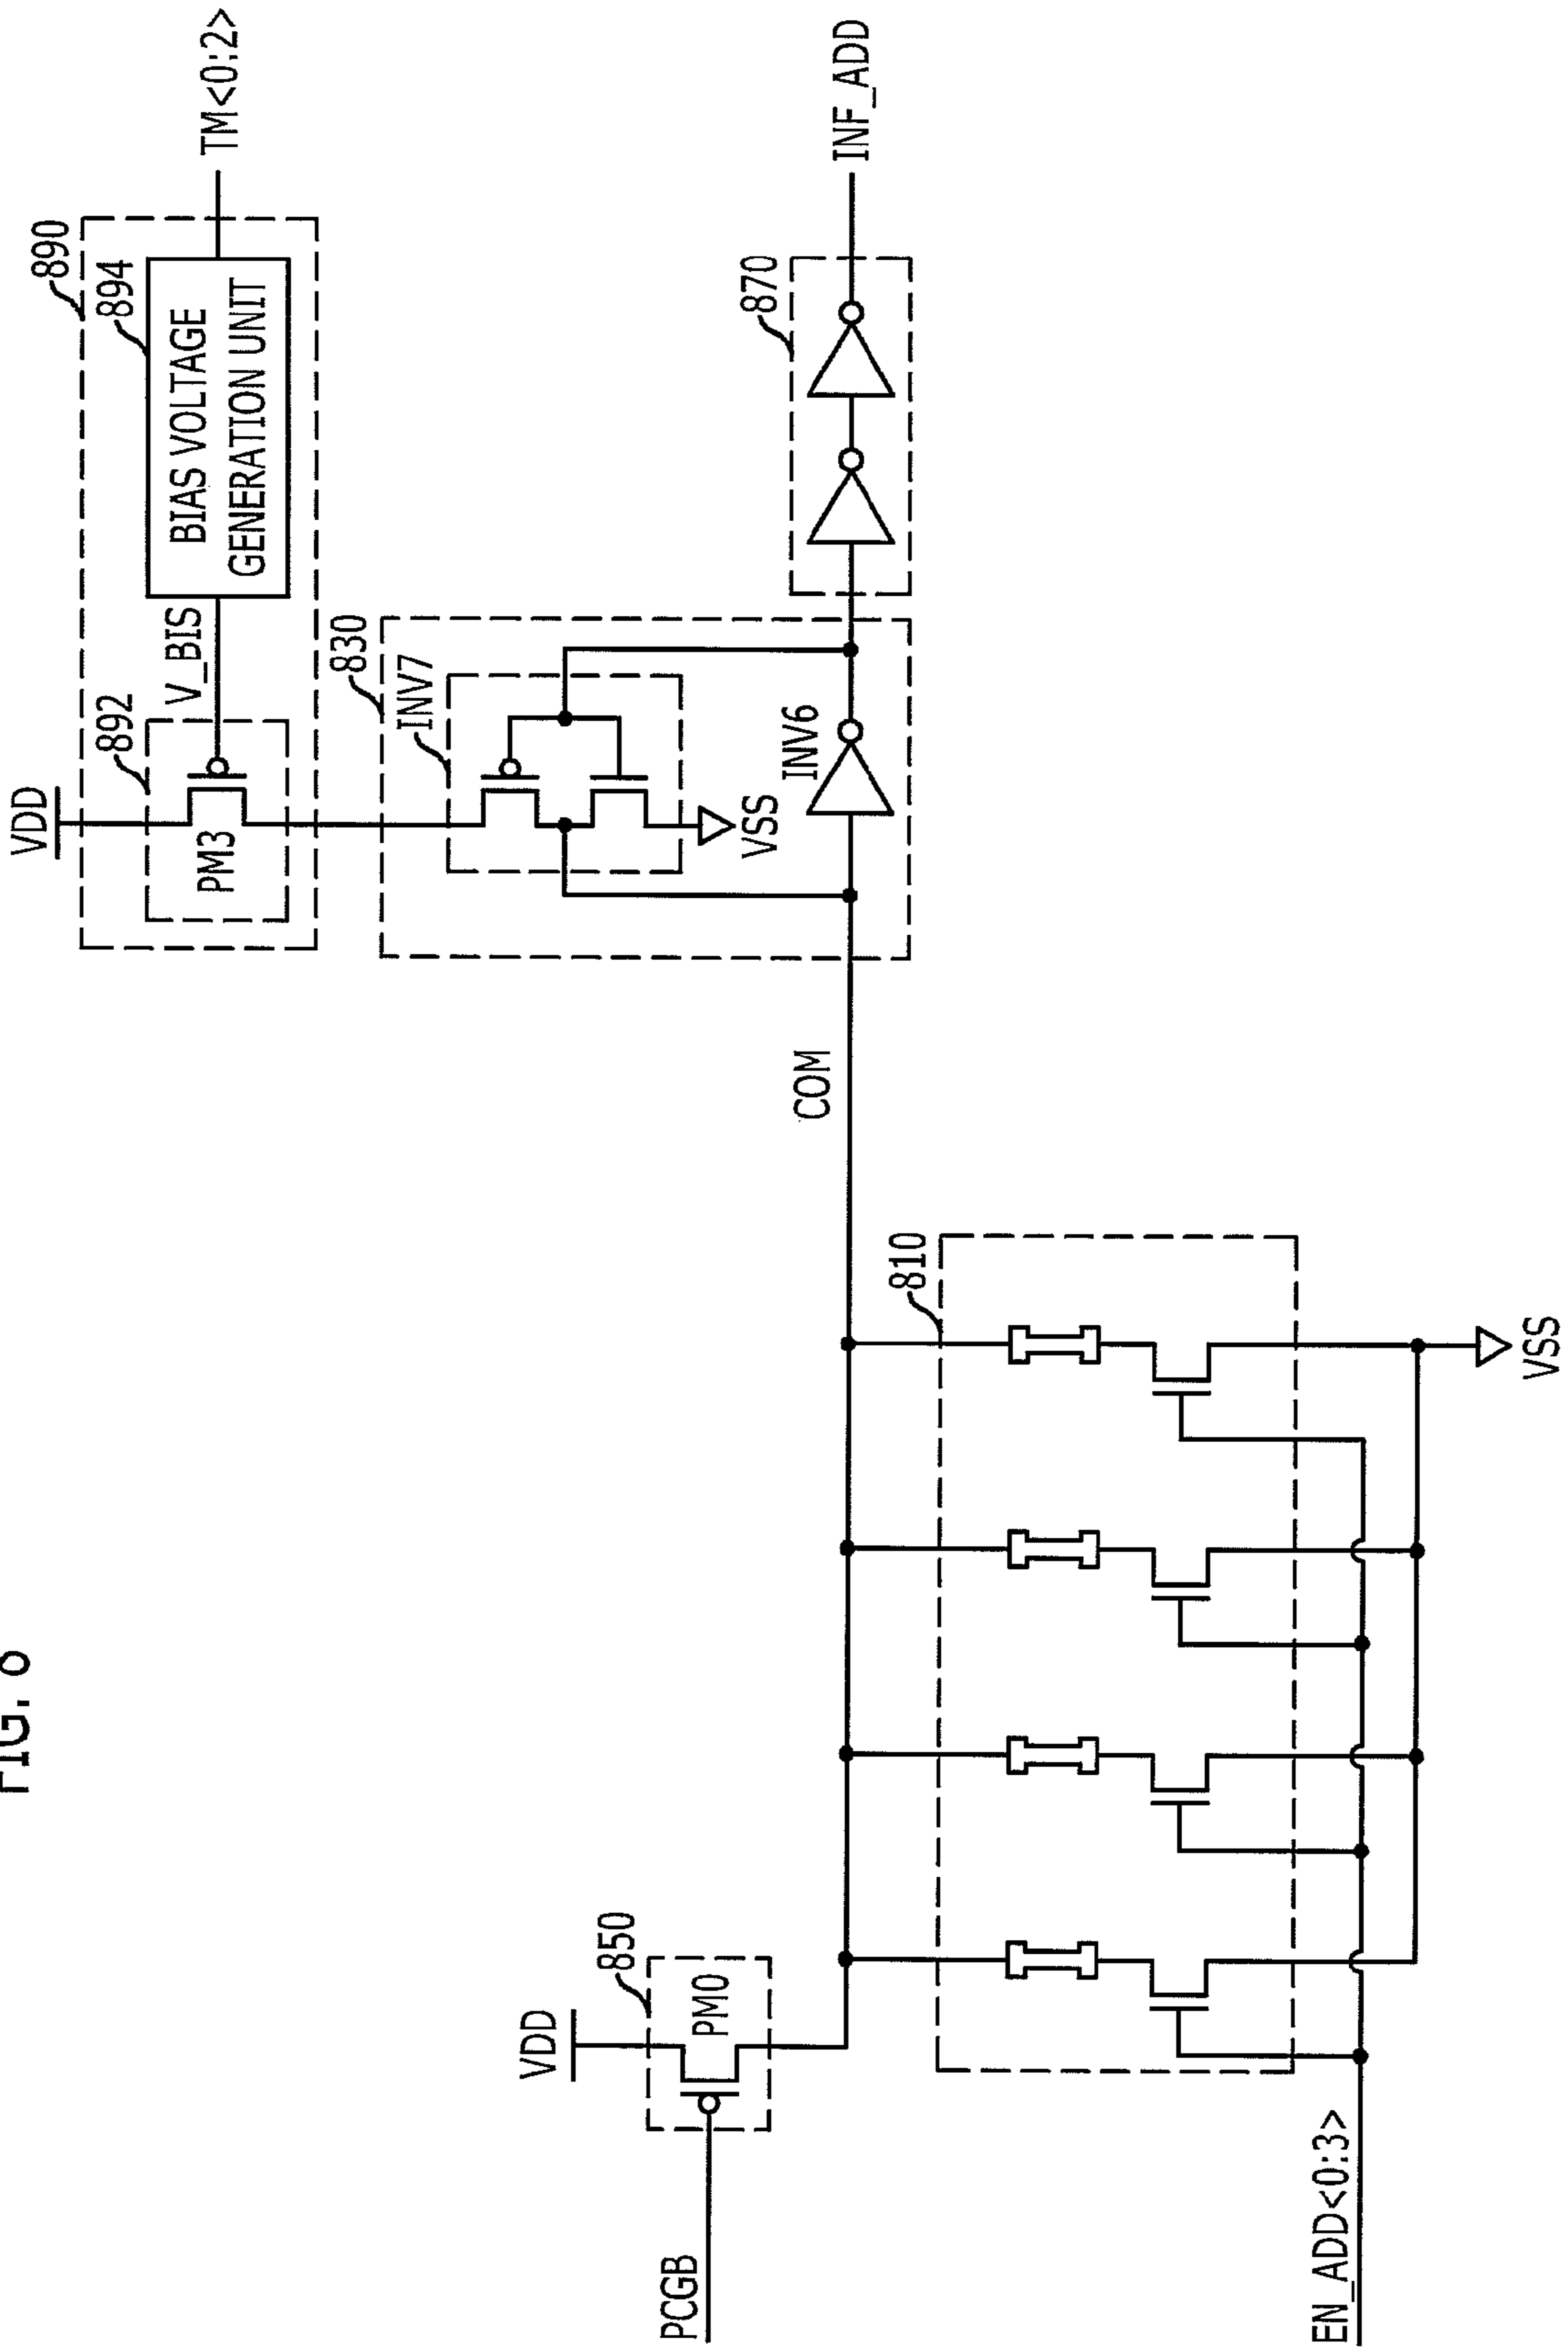 FIG.
VDD
890
892
894
PM3
V_BIS
BIAS VOLTAGE
GENERATION UNIT
TM<0:2>
830
INV7
VSS
VDD
850
PM0
PCGB
COM
INV6
870
INF_ADD
810
EN_ADD<0:3>
VSS